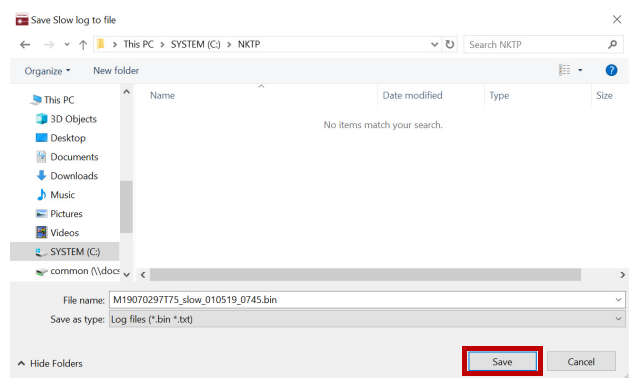 Save Slow log to file
This PC > SYSTEM (C:) > NKTP
Search NKTP
Organize
New folder
Name
Date modified
Type
Size
No items match your search.
This PC
3D Objects
Desktop
Documents
Downloads
Music
Pictures
Videos
SYSTEM (C:)
common (\\docs
File name: M19070297T75_slow_010519_0745.bin
Save as type: Log files (*.bin *.txt)
Hide Folders
Save
Cancel